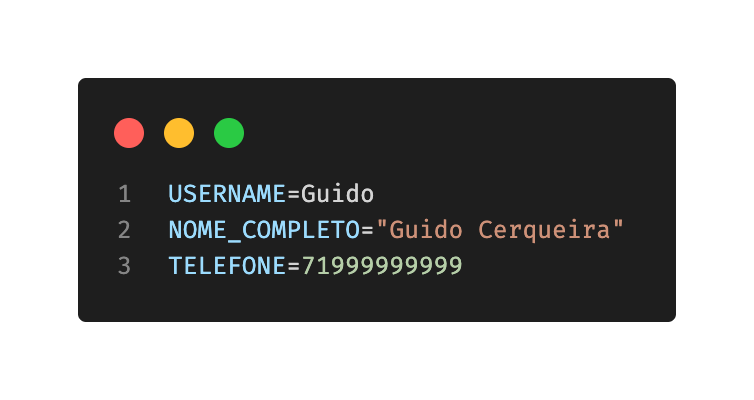 1 USERNAME=Guido
2 NOME_COMPLETO="Guido Cerqueira"
3 TELEFONE=71999999999